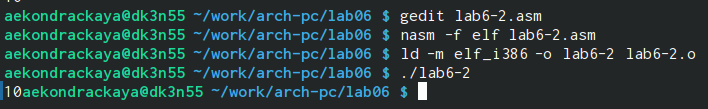 aekondrackaya@dk3n55 ~/work/arch-pc/lab06 $ gedit lab6-2.asm
aekondrackaya@dk3n55 ~/work/arch-pc/lab06 $ nasm -f elf lab6-2.asm
aekondrackaya@dk3n55 ~/work/arch-pc/lab06 $ ld -m elf_i386 -o lab6-2 lab6-2.o
aekondrackaya@dk3n55 ~/work/arch-pc/lab06 $ ./lab6-2
10aekondrackaya@dk3n55 ~/work/arch-pc/lab06 $